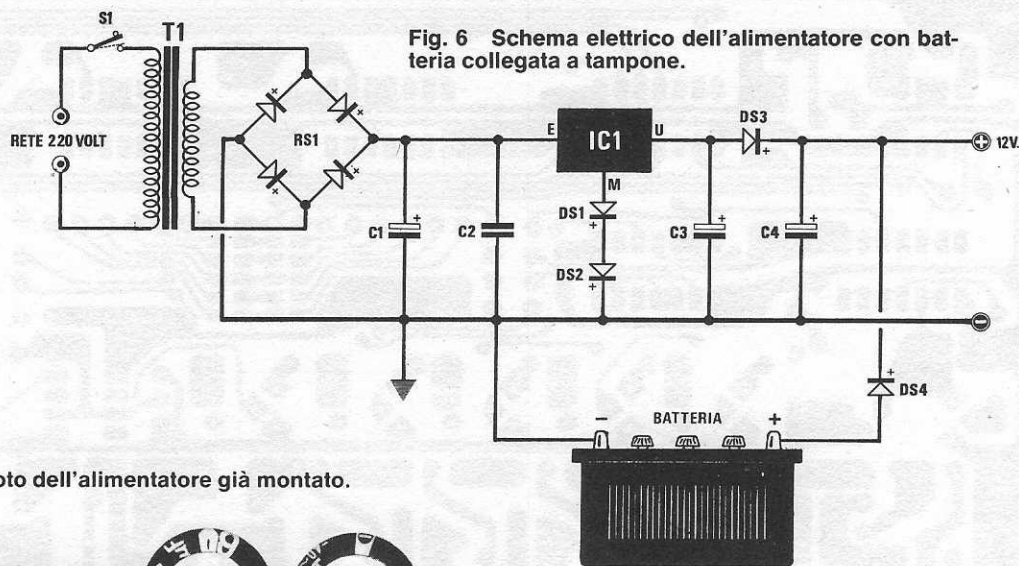 S1
T1
Fig. 6 Schema elettrico dell'alimentatore con bat-
teria collegata a tampone.
RETE 220 VOLT
RS1
E
IC1
U
DS3
12V.
M
DS1
C1
C2
DS2
C3
C4
DS4
BATTERIA
oto dell'alimentatore già montato.